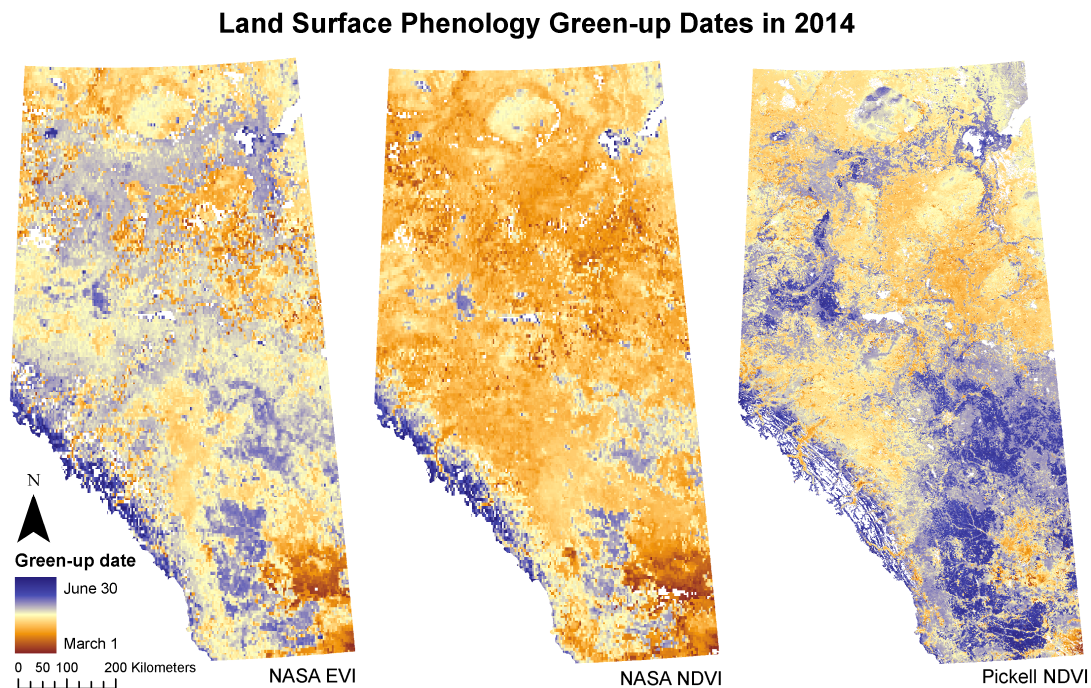 Land Surface Phenology Green-up Dates in 2014
N
Green-up date
June 30
March 1
0 50 100 200 Kilometers
NASA EVI
NASA NDVI
Pickell NDVI